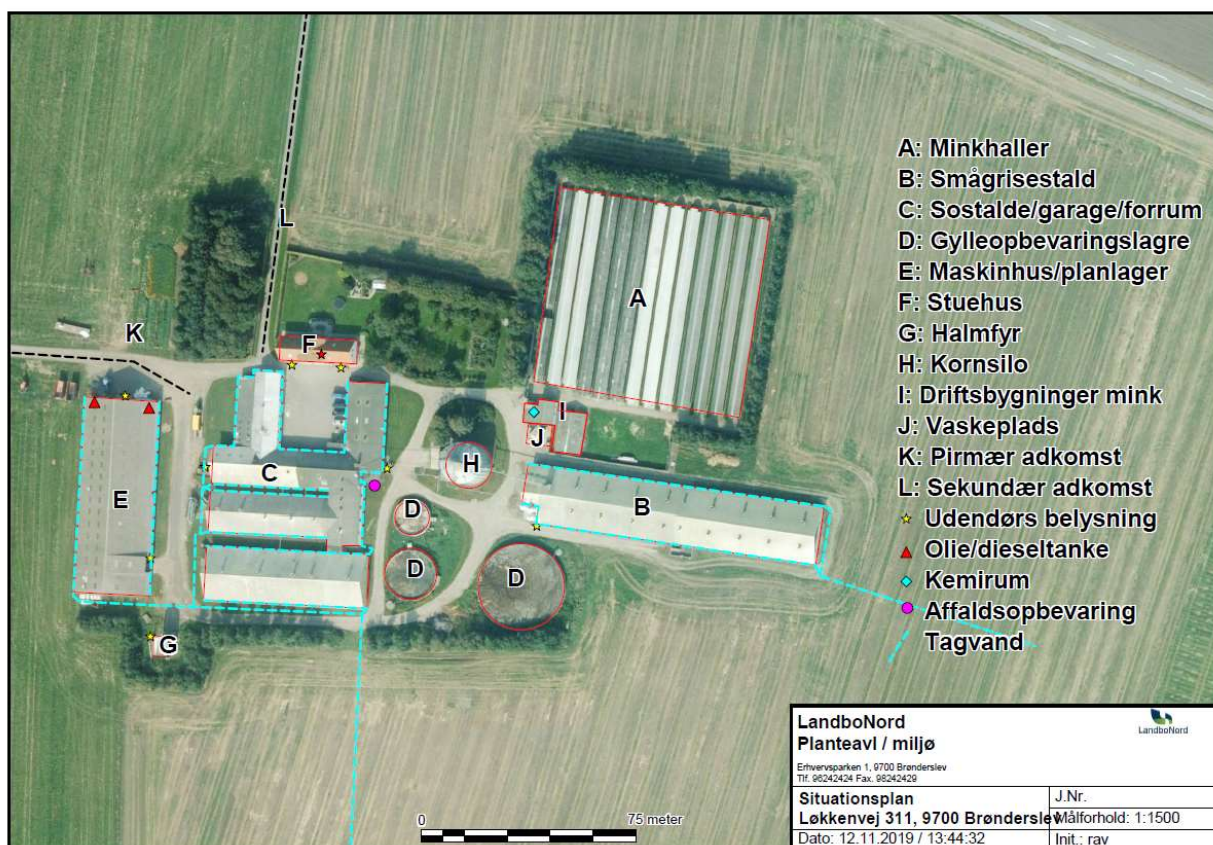 A: Minkhaller
B: Smågrisestald
C: Sostalde/garage/forrum
D: Gylleopbevaringslagre
E: Maskinhus/planlager
F: Stuehus
G: Halmfyr
H: Kornsilo
I: Driftsbygninger mink
J: Vaskeplads
K: Pirmær adkomst
L: Sekundær adkomst
Udendørs belysning
Olie/dieseltanke
Kemirum
Affaldsopbevaring
Tagvand
L
A
K
F
I
J
H
C
E
B
D
D
D
G
0 75 meter
LandboNord
Planteavl / miljø
LandboNord
Erhvervsparken 1, 9700 Brønderslev
Tlf. 96242424 Fax. 98242429
Situationsplan
Løkkenvej 311, 9700 Brønderslev
J.Nr.
Målforhold: 1:1500
Dato: 12.11.2019 / 13:44:32
Init.: rav